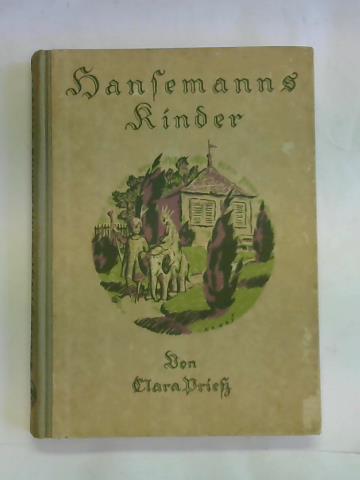 Hansemanns
Kinder
Von
Clara Prieß